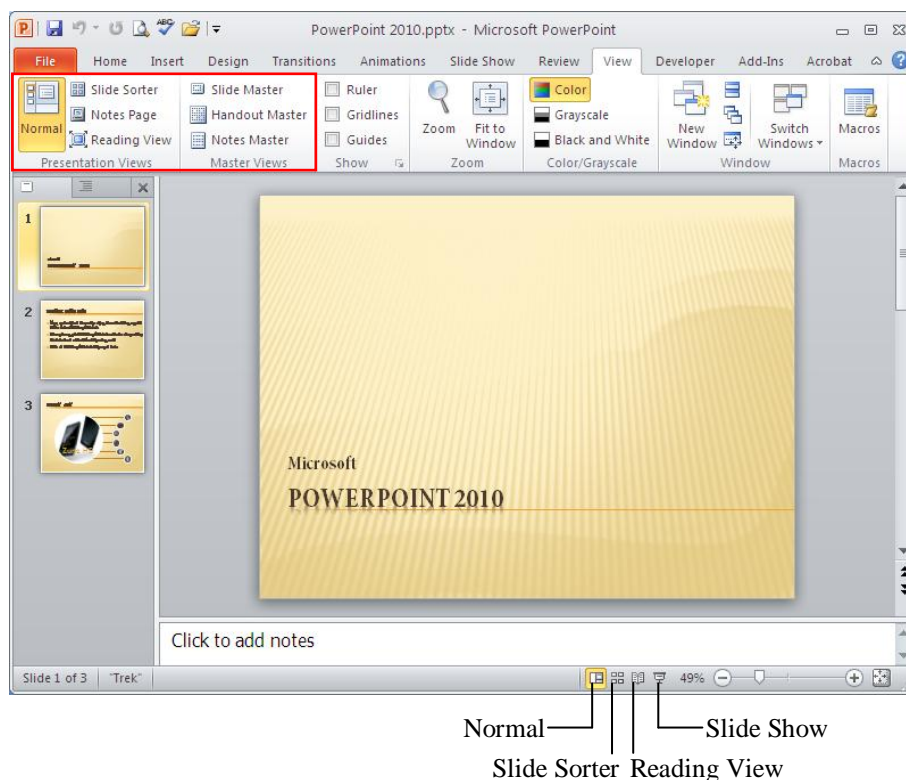 PowerPoint 2010.pptx - Microsoft PowerPoint
File Home Insert Design Transitions Animations Slide Show Review View Developer Add-Ins Acrobat
Normal
Slide Sorter
Notes Page
Reading View
Presentation Views
Slide Master
Handout Master
Notes Master
Master Views
Ruler
Gridlines
Guides
Show
Zoom
Fit to
Window
Zoom
Color
Grayscale
Black and White
Color/Grayscale
New
Window
Switch
Windows
Window
Macros
Macros
1
2
3
Microsoft
POWERPOINT 2010
Click to add notes
Slide 1 of 3 "Trek" 49%
Normal Slide Show
Slide Sorter Reading View